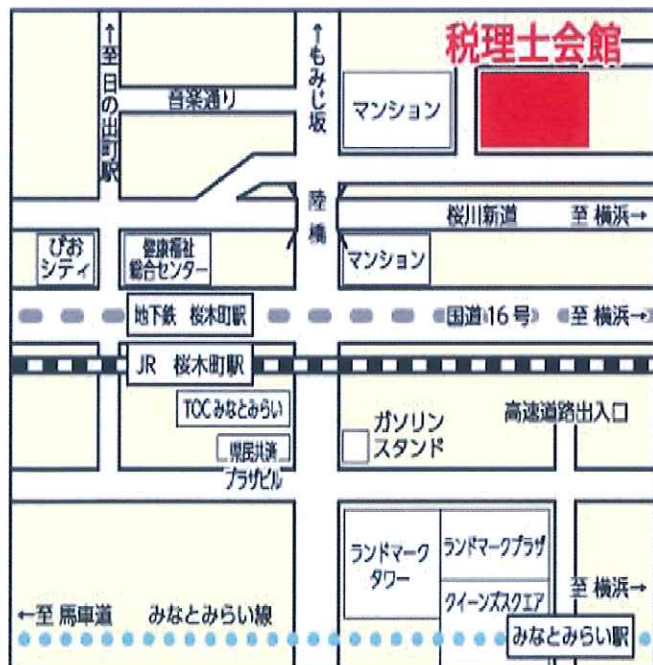 税理士会館
↑至 日の出町駅
↑もみじ坂
音楽通り
マンション
陸橋
桜川新道
至 横浜→
ぴお
シティ
健康福祉
総合センター
マンション
地下鉄 桜木町駅
国道16号
至 横浜→
JR 桜木町駅
TOCみなとみらい
県民共済
プラザビル
ガソリン
スタンド
高速道路出入口
ランドマーク
タワー
ランドマークプラザ
クイーンズスクエア
至 横浜→
←至 馬車道
みなとみらい線
みなとみらい駅